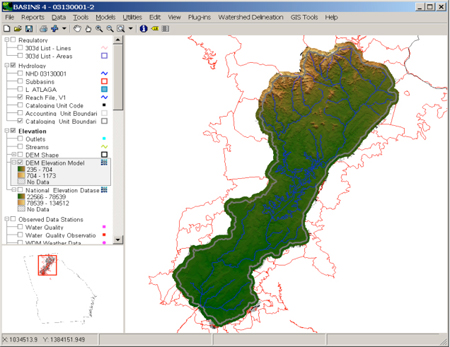 BASINS 4 - 03130001-2
File Reports Data Tools Models Utilities Edit View Plug-ins Watershed Delineation GIS Tools Help
Regulatory
303d List - Lines
303d List - Areas
Hydrology
NHD 03130001
Subbasins
L_ATLAGA
Reach File, V1
Cataloging Unit Code
Accounting Unit Boundari
Cataloging Unit Boundari
Elevation
Outlets
Streams
DEM Shape
DEM Elevation Model
235 - 704
704 - 1173
No Data
National Elevation Datase
22566 - 78539
78539 - 134512
No Data
Observed Data Stations
Water Quality
Water Quality Observatio
WDM Weather Data
X: 1034513.9 Y: 1384151.949